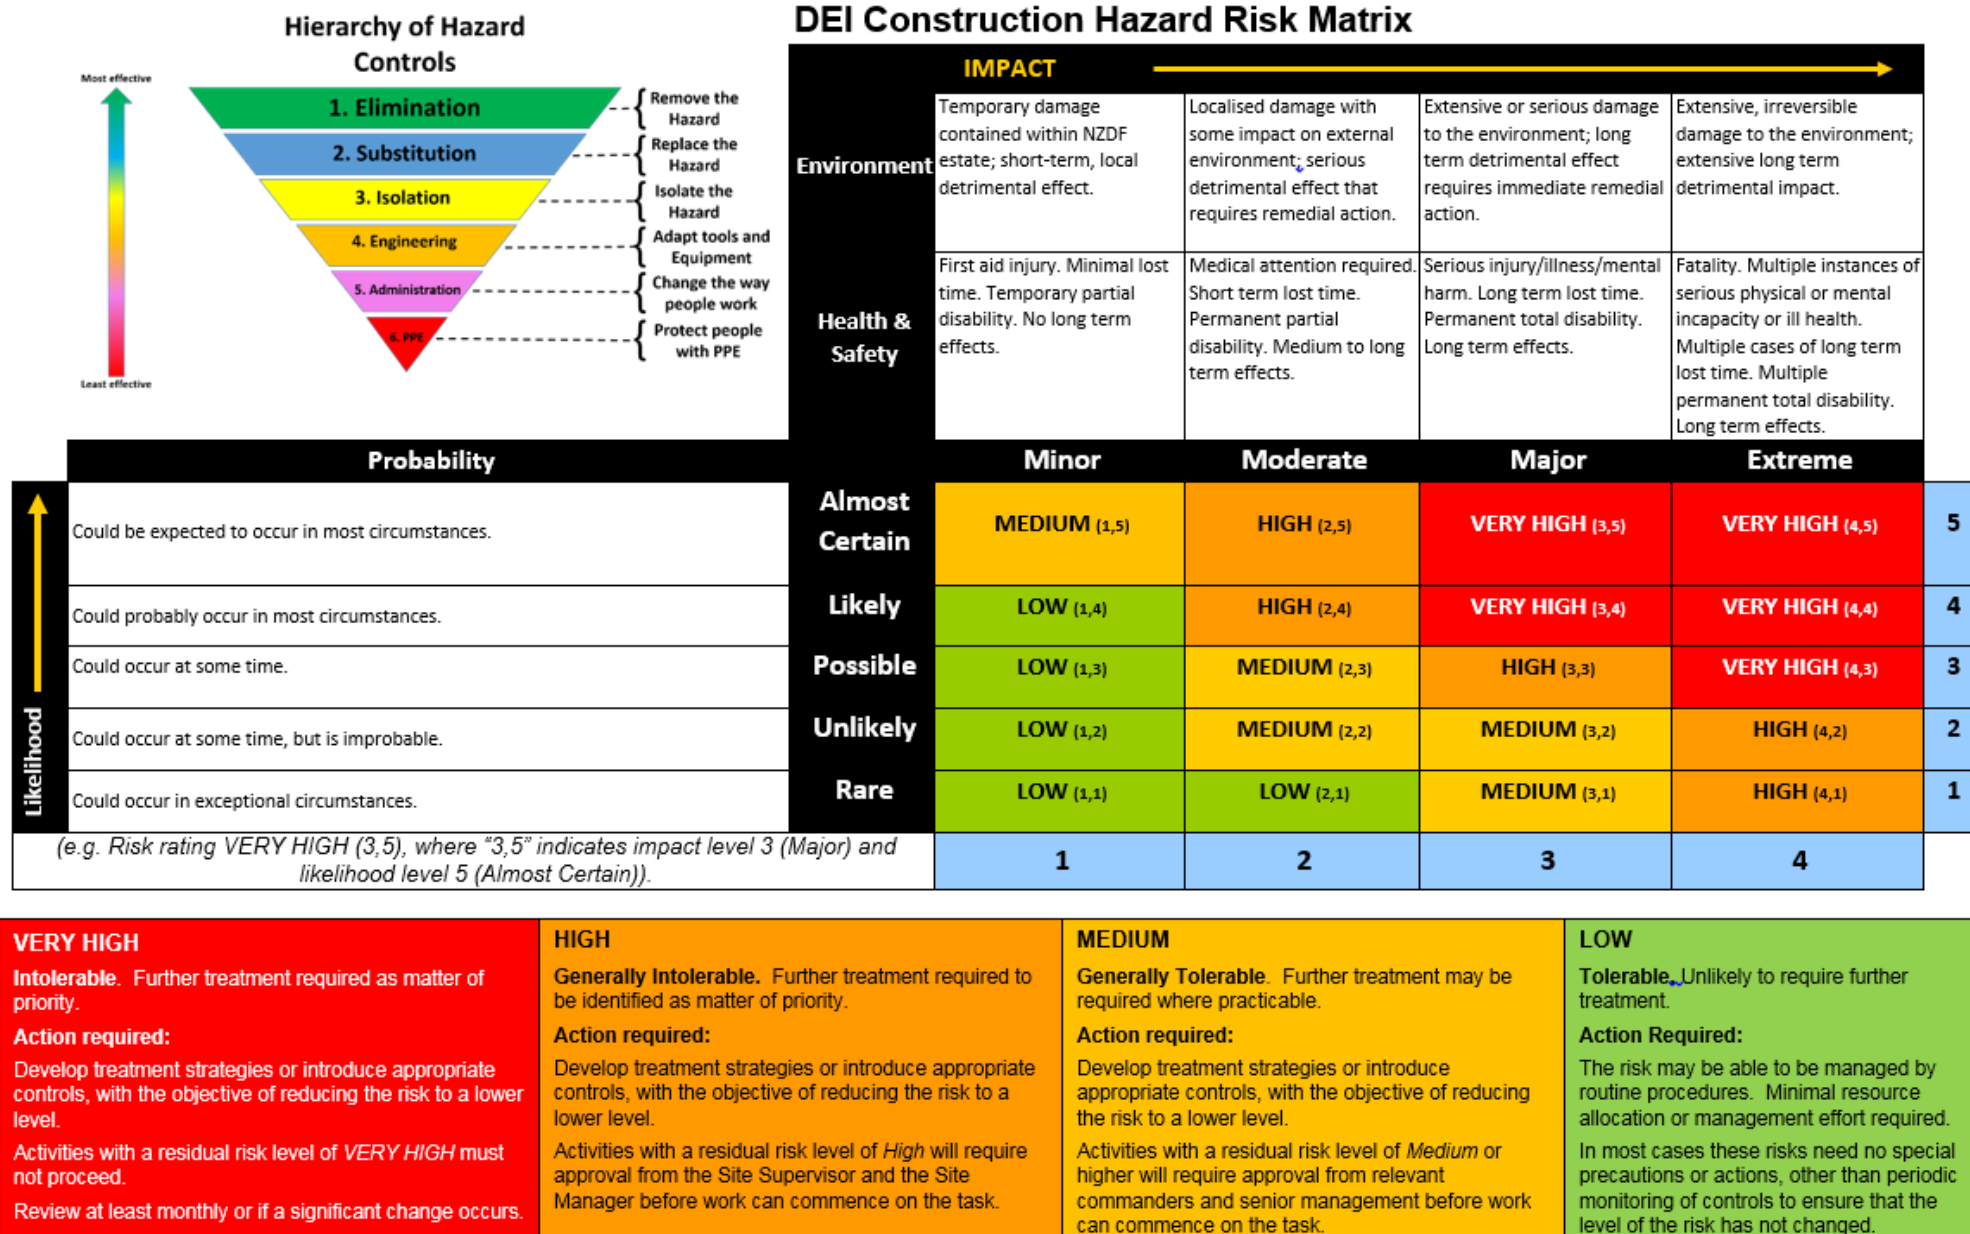 Hierarchy of Hazard
Controls
Most effective
1. Elimination
Remove the
Hazard
2. Substitution
Replace the
Hazard
3. Isolation
Isolate the
Hazard
4. Engineering
Adapt tools and
Equipment
5. Administration
Change the way
people work
6. PPE
Protect people
with PPE
Least effective
DEI Construction Hazard Risk Matrix
IMPACT
Environment
Temporary damage
contained within NZDF
estate; short-term, local
detrimental effect.
Localised damage with
some impact on external
environment; serious
detrimental effect that
requires remedial action.
Extensive or serious damage
to the environment; long
term detrimental effect
requires immediate remedial
action.
Extensive, irreversible
damage to the environment;
extensive long term
detrimental impact.
Health &
Safety
First aid injury. Minimal lost
time. Temporary partial
disability. No long term
effects.
Medical attention required.
Short term lost time.
Permanent partial
disability. Medium to long
term effects.
Serious injury/illness/mental
harm. Long term lost time.
Permanent total disability.
Long term effects.
Fatality. Multiple instances of
serious physical or mental
incapacity or ill health.
Multiple cases of long term
lost time. Multiple
permanent total disability.
Long term effects.
Probability
Minor
Moderate
Major
Extreme
Likelihood
Could be expected to occur in most circumstances.
Almost
Certain
MEDIUM (1,5)
HIGH (2,5)
VERY HIGH (3,5)
VERY HIGH (4,5)
5
Could probably occur in most circumstances.
Likely
LOW (1,4)
HIGH (2,4)
VERY HIGH (3,4)
VERY HIGH (4,4)
4
Could occur at some time.
Possible
LOW (1,3)
MEDIUM (2,3)
HIGH (3,3)
VERY HIGH (4,3)
3
Could occur at some time, but is improbable.
Unlikely
LOW (1,2)
MEDIUM (2,2)
MEDIUM (3,2)
HIGH (4,2)
2
Could occur in exceptional circumstances.
Rare
LOW (1,1)
LOW (2,1)
MEDIUM (3,1)
HIGH (4,1)
1
(e.g. Risk rating VERY HIGH (3,5), where “3,5” indicates impact level 3 (Major) and
likelihood level 5 (Almost Certain)).
1
2
3
4
VERY HIGH
Intolerable. Further treatment required as matter of
priority.
Action required:
Develop treatment strategies or introduce appropriate
controls, with the objective of reducing the risk to a lower
level.
Activities with a residual risk level of VERY HIGH must
not proceed.
Review at least monthly or if a significant change occurs.
HIGH
Generally Intolerable. Further treatment required to
be identified as matter of priority.
Action required:
Develop treatment strategies or introduce appropriate
controls, with the objective of reducing the risk to a
lower level.
Activities with a residual risk level of High will require
approval from the Site Supervisor and the Site
Manager before work can commence on the task.
MEDIUM
Generally Tolerable. Further treatment may be
required where practicable.
Action required:
Develop treatment strategies or introduce
appropriate controls, with the objective of reducing
the risk to a lower level.
Activities with a residual risk level of Medium or
higher will require approval from relevant
commanders and senior management before work
can commence on the task.
LOW
Tolerable. Unlikely to require further
treatment.
Action Required:
The risk may be able to be managed by
routine procedures. Minimal resource
allocation or management effort required.
In most cases these risks need no special
precautions or actions, other than periodic
monitoring of controls to ensure that the
level of the risk has not changed.